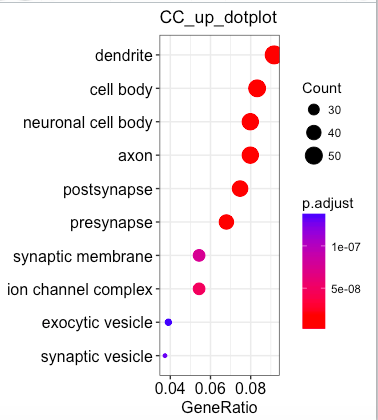 CC_up_dotplot
dendrite
cell body
neuronal cell body
axon
postsynapse
presynapse
synaptic membrane
ion channel complex
exocytic vesicle
synaptic vesicle
0.04 0.06 0.08
GeneRatio
Count
30
40
50
p.adjust
1e-07
5e-08